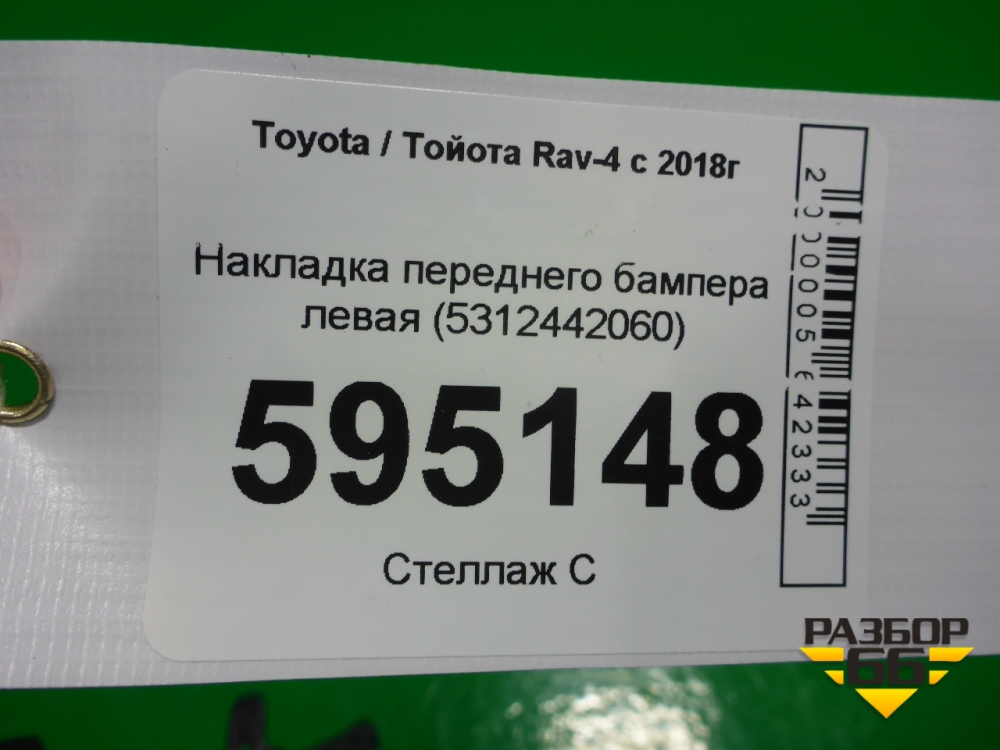 Toyota / Тойота Rav-4 с 2018г
Накладка переднего бампера
левая (5312442060)
595148
Стеллаж С
2000005642333
РАЗБОР
66